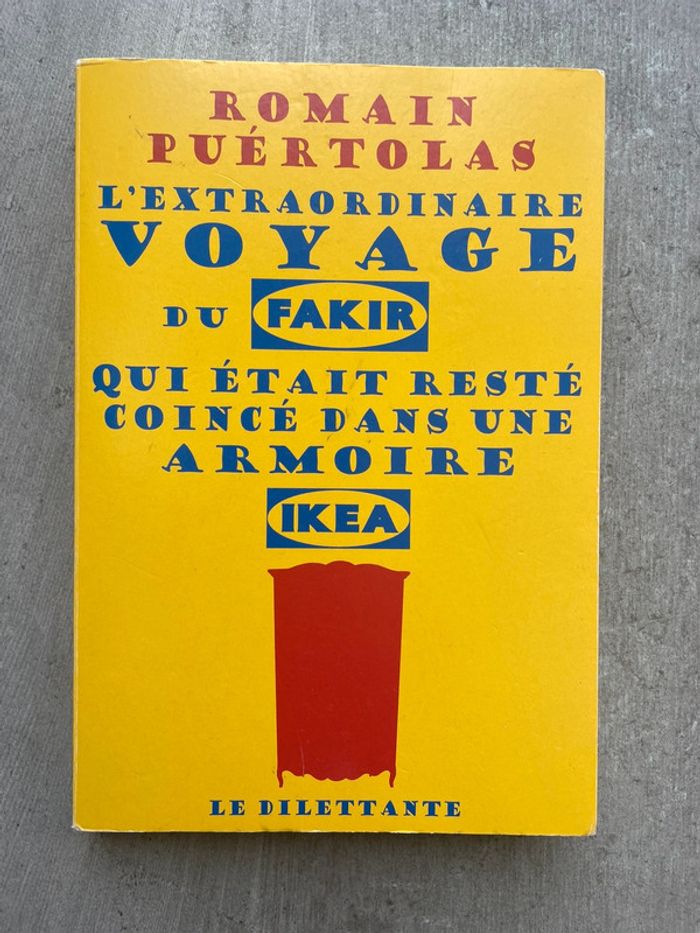 ROMAIN
PUÉRTOLAS
L'EXTRAORDINAIRE
VOYAGE
DU FAKIR
QUI ÉTAIT RESTÉ
COINCÉ DANS UNE
ARMOIRE
IKEA
LE DILETTANTE